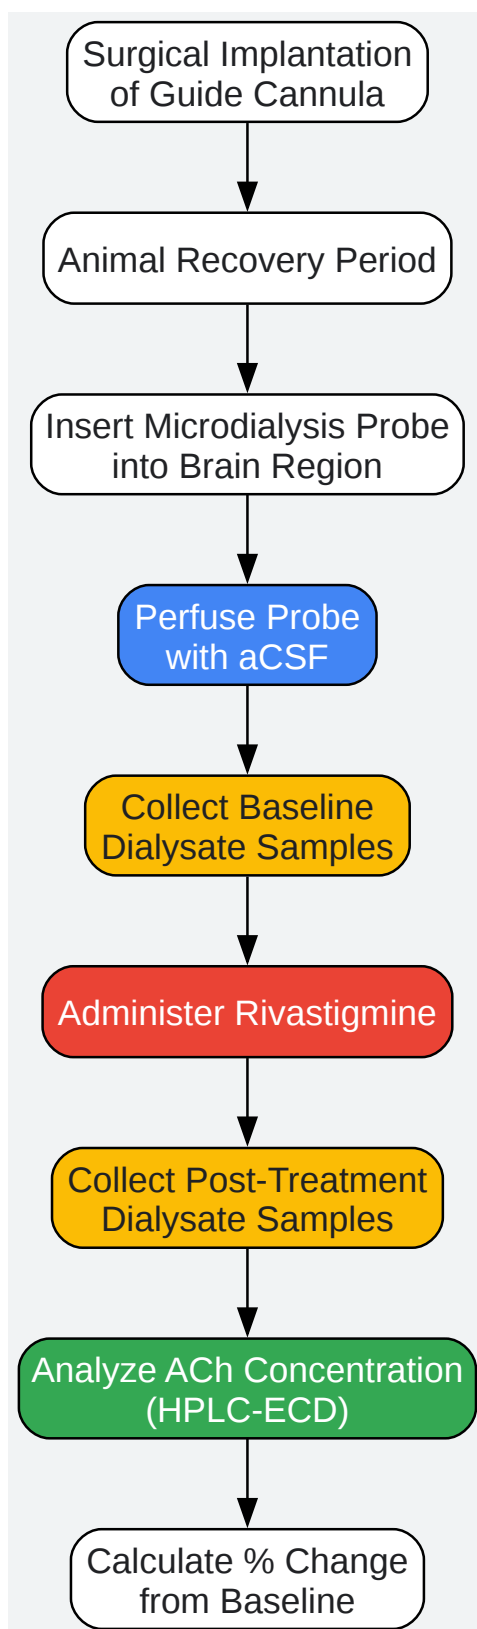 Surgical Implantation
of Guide Cannula
Animal Recovery Period
Insert Microdialysis Probe
into Brain Region
Perfuse Probe
with aCSF
Collect Baseline
Dialysate Samples
Administer Rivastigmine
Collect Post-Treatment
Dialysate Samples
Analyze ACh Concentration
(HPLC-ECD)
Calculate % Change
from Baseline